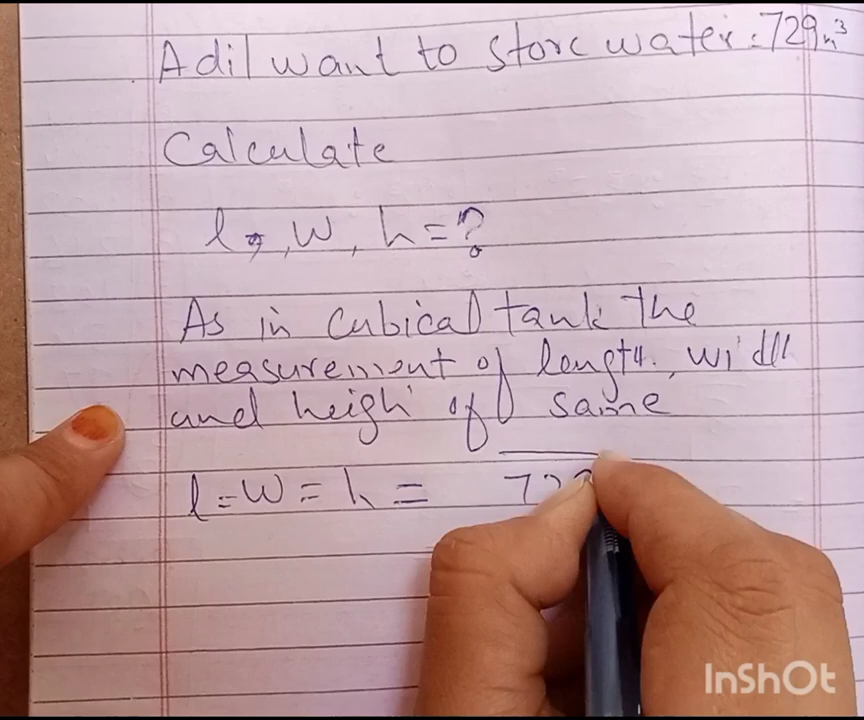 Adil want to store water = 729m³
Calculate
l, w, h = ?
As in cubical tank the
measurement of length, width
and heigh of same
l = w = h = 729
InShOt